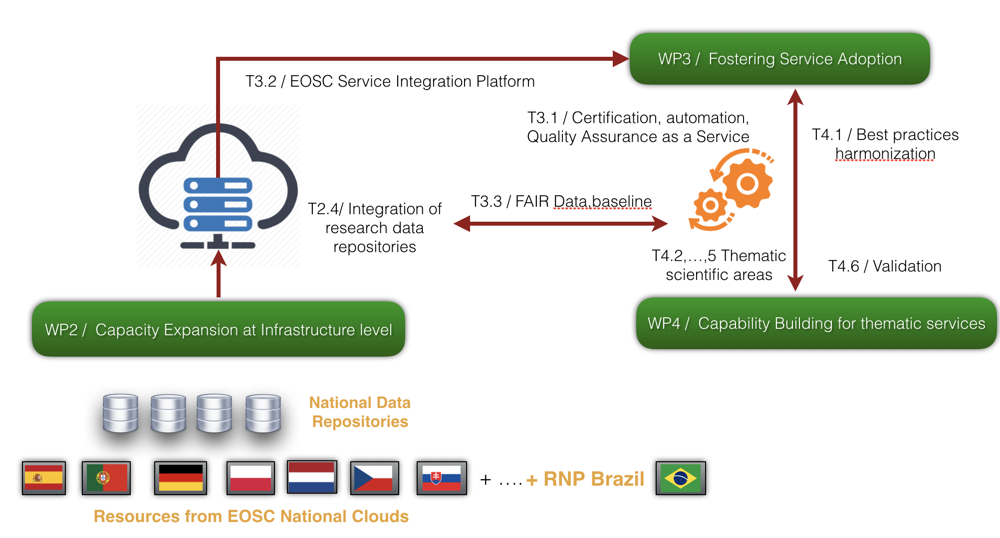 WP3 / Fostering Service Adoption
T3.2 / EOSC Service Integration Platform
T3.1 / Certification, automation,
Quality Assurance as a Service
T4.1 / Best practices
harmonization
T2.4/ Integration of
research data
repositories
T3.3 / FAIR Data,baseline
T4.2,…,5 Thematic
scientific areas
T4.6 / Validation
WP2 / Capacity Expansion at Infrastructure level
WP4 / Capability Building for thematic services
National Data
Repositories
+ .... + RNP Brazil
Resources from EOSC National Clouds